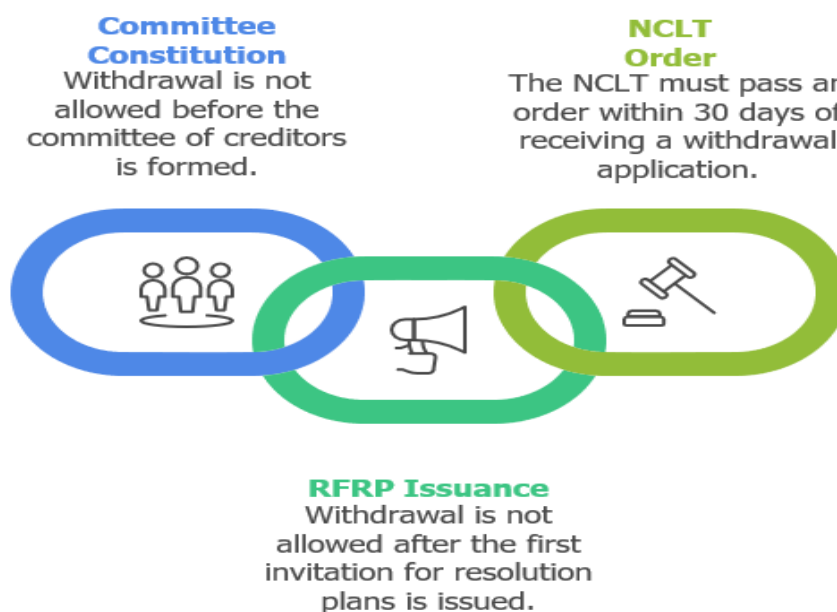 Committee
Constitution
Withdrawal is not
allowed before the
committee of creditors
is formed.
NCLT
Order
The NCLT must pass an
order within 30 days of
receiving a withdrawal
application.
RFRP Issuance
Withdrawal is not
allowed after the first
invitation for resolution
plans is issued.